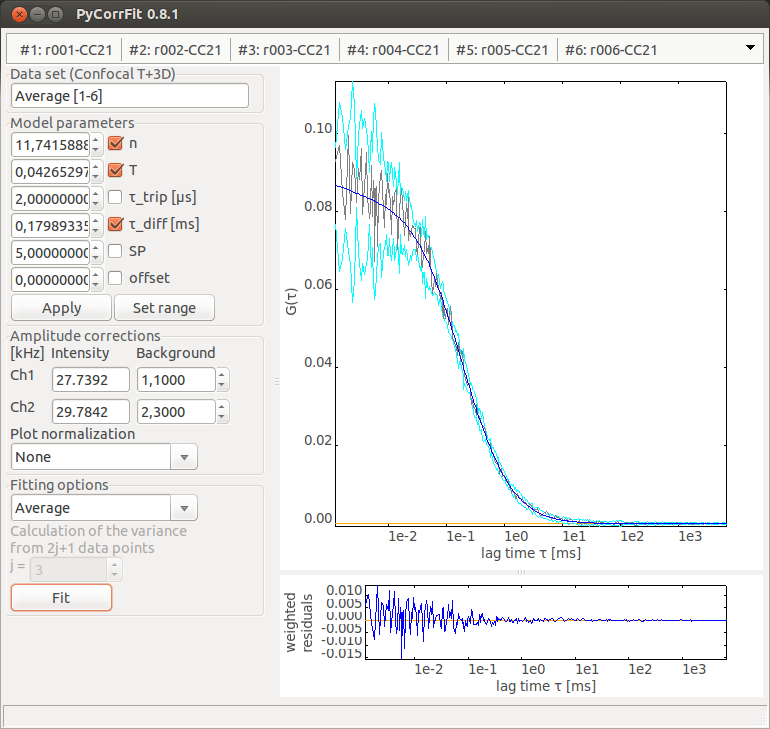 PyCorrFit 0.8.1
#1: r001-CC21 #2: r002-CC21 #3: r003-CC21 #4: r004-CC21 #5: r005-CC21 #6: r006-CC21
Data set (Confocal T+3D)
Average [1-6]
Model parameters
11,7415888 n
0,04265297 T
2,00000000 τ_trip [µs]
0,17989335 τ_diff [ms]
5,00000000 SP
0,00000000 offset
Apply Set range
Amplitude corrections
[kHz] Intensity Background
Ch1 27.7392 1,1000
Ch2 29.7842 2,3000
Plot normalization
None
Fitting options
Average
Calculation of the variance
from 2j+1 data points
j = 3
Fit
0.10
0.08
0.06
0.04
0.02
0.00
G(τ)
1e-2 1e-1 1e0 1e1 1e2 1e3
lag time τ [ms]
weighted
residuals
0.010
0.005
0.000
-0.005
-0.015
1e-2 1e-1 1e0 1e1 1e2 1e3
lag time τ [ms]